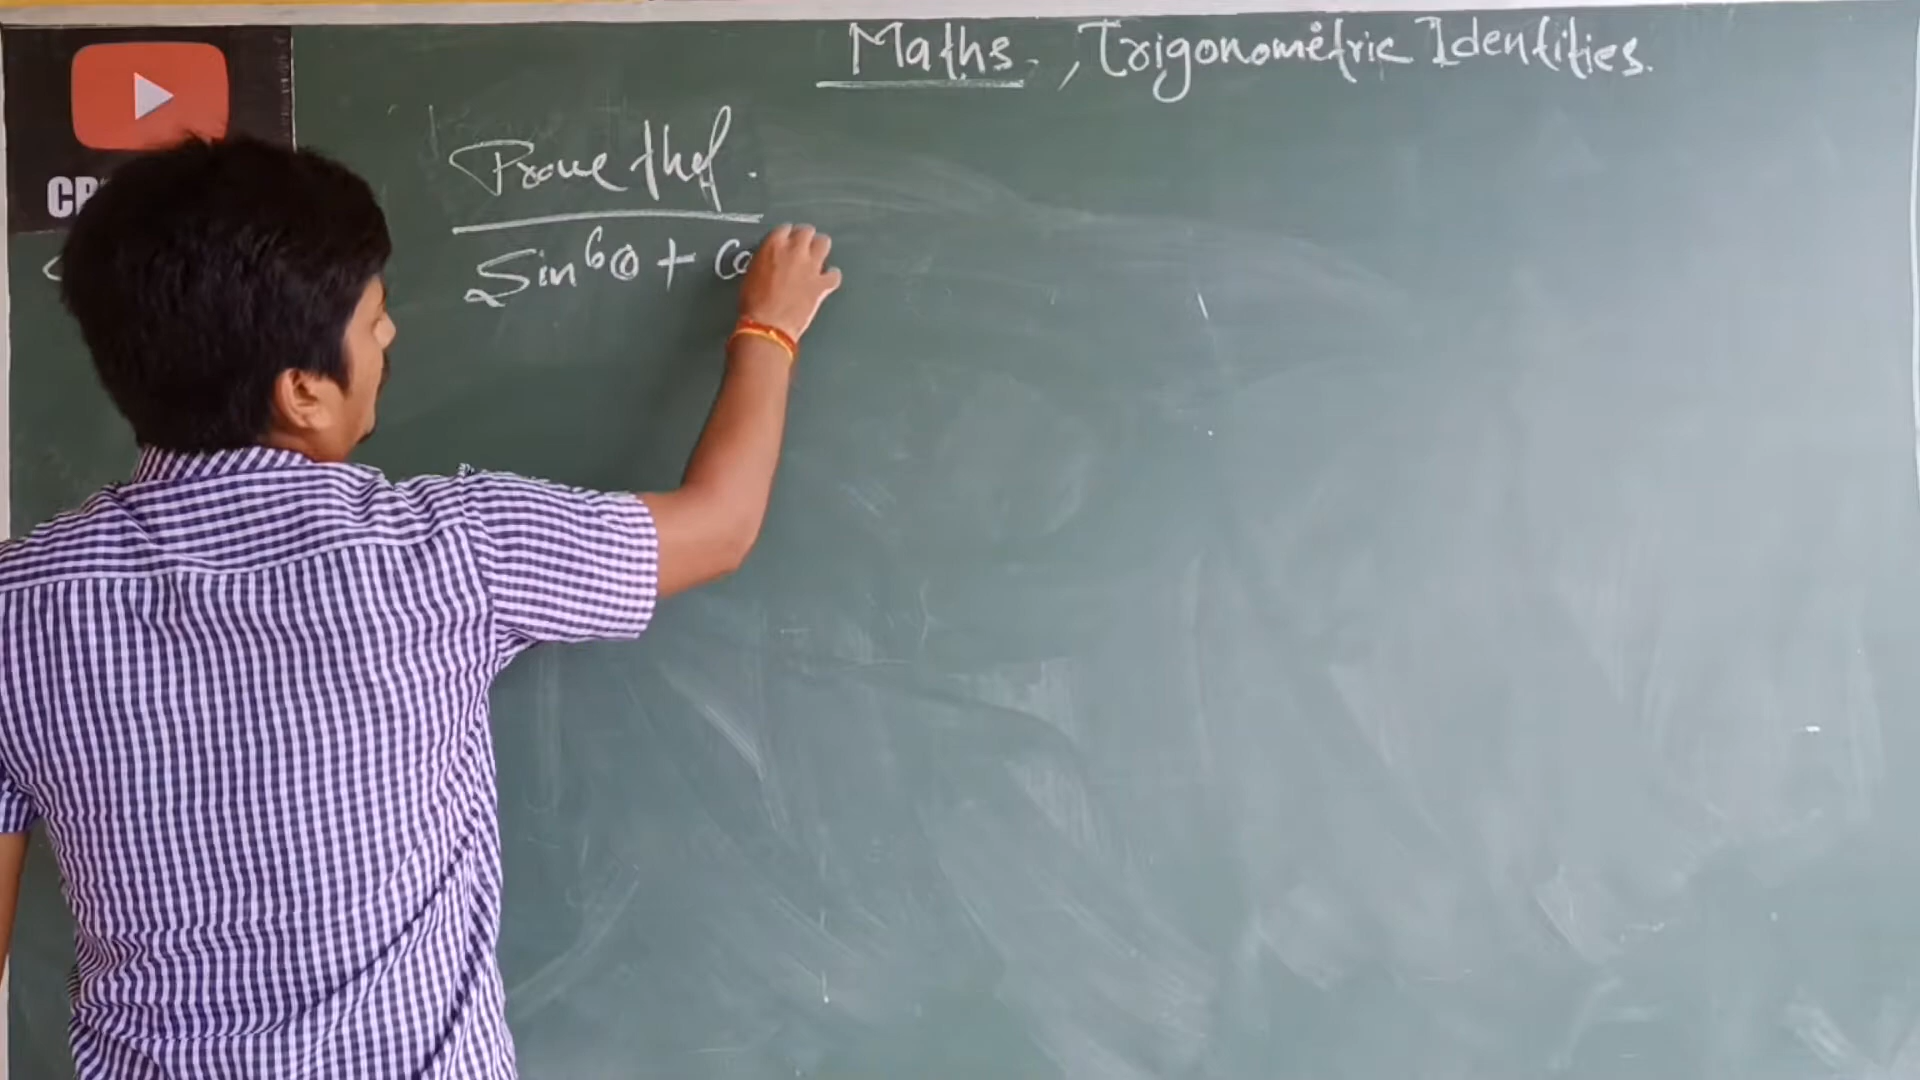 Maths. , Trigonometric Identities.
Prove that.
Sin⁶θ + Co